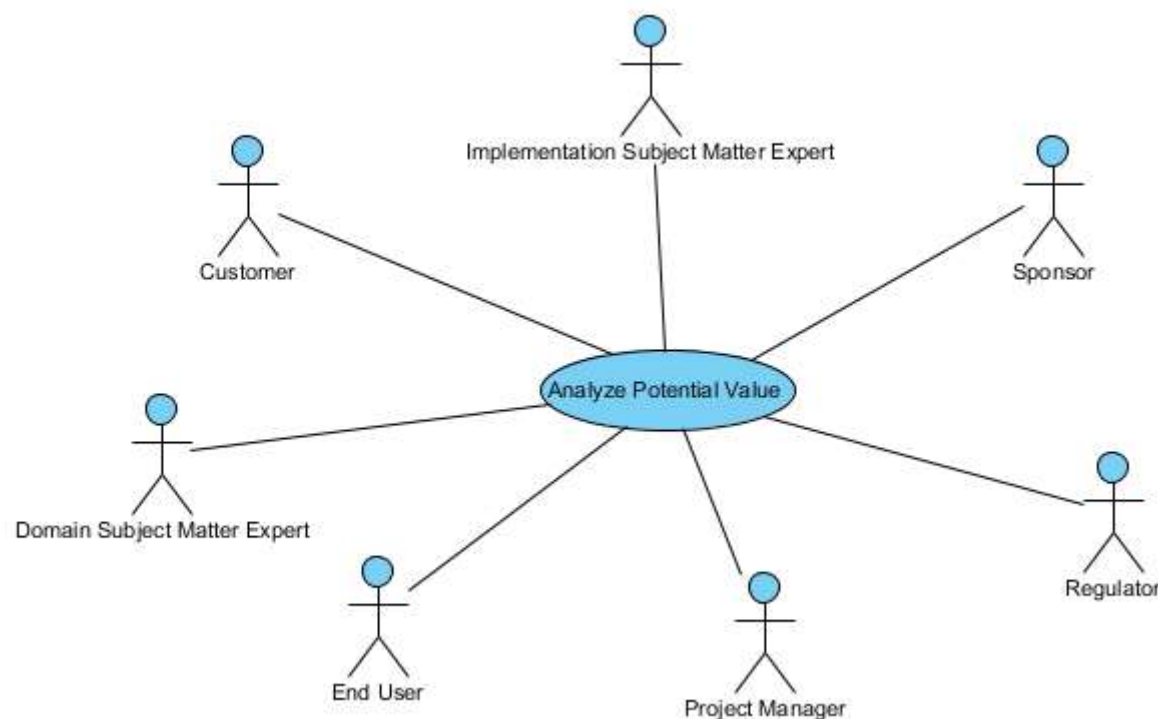 Implementation Subject Matter Expert
Customer
Sponsor
Analyze Potential Value
Domain Subject Matter Expert
Regulator
End User
Project Manager